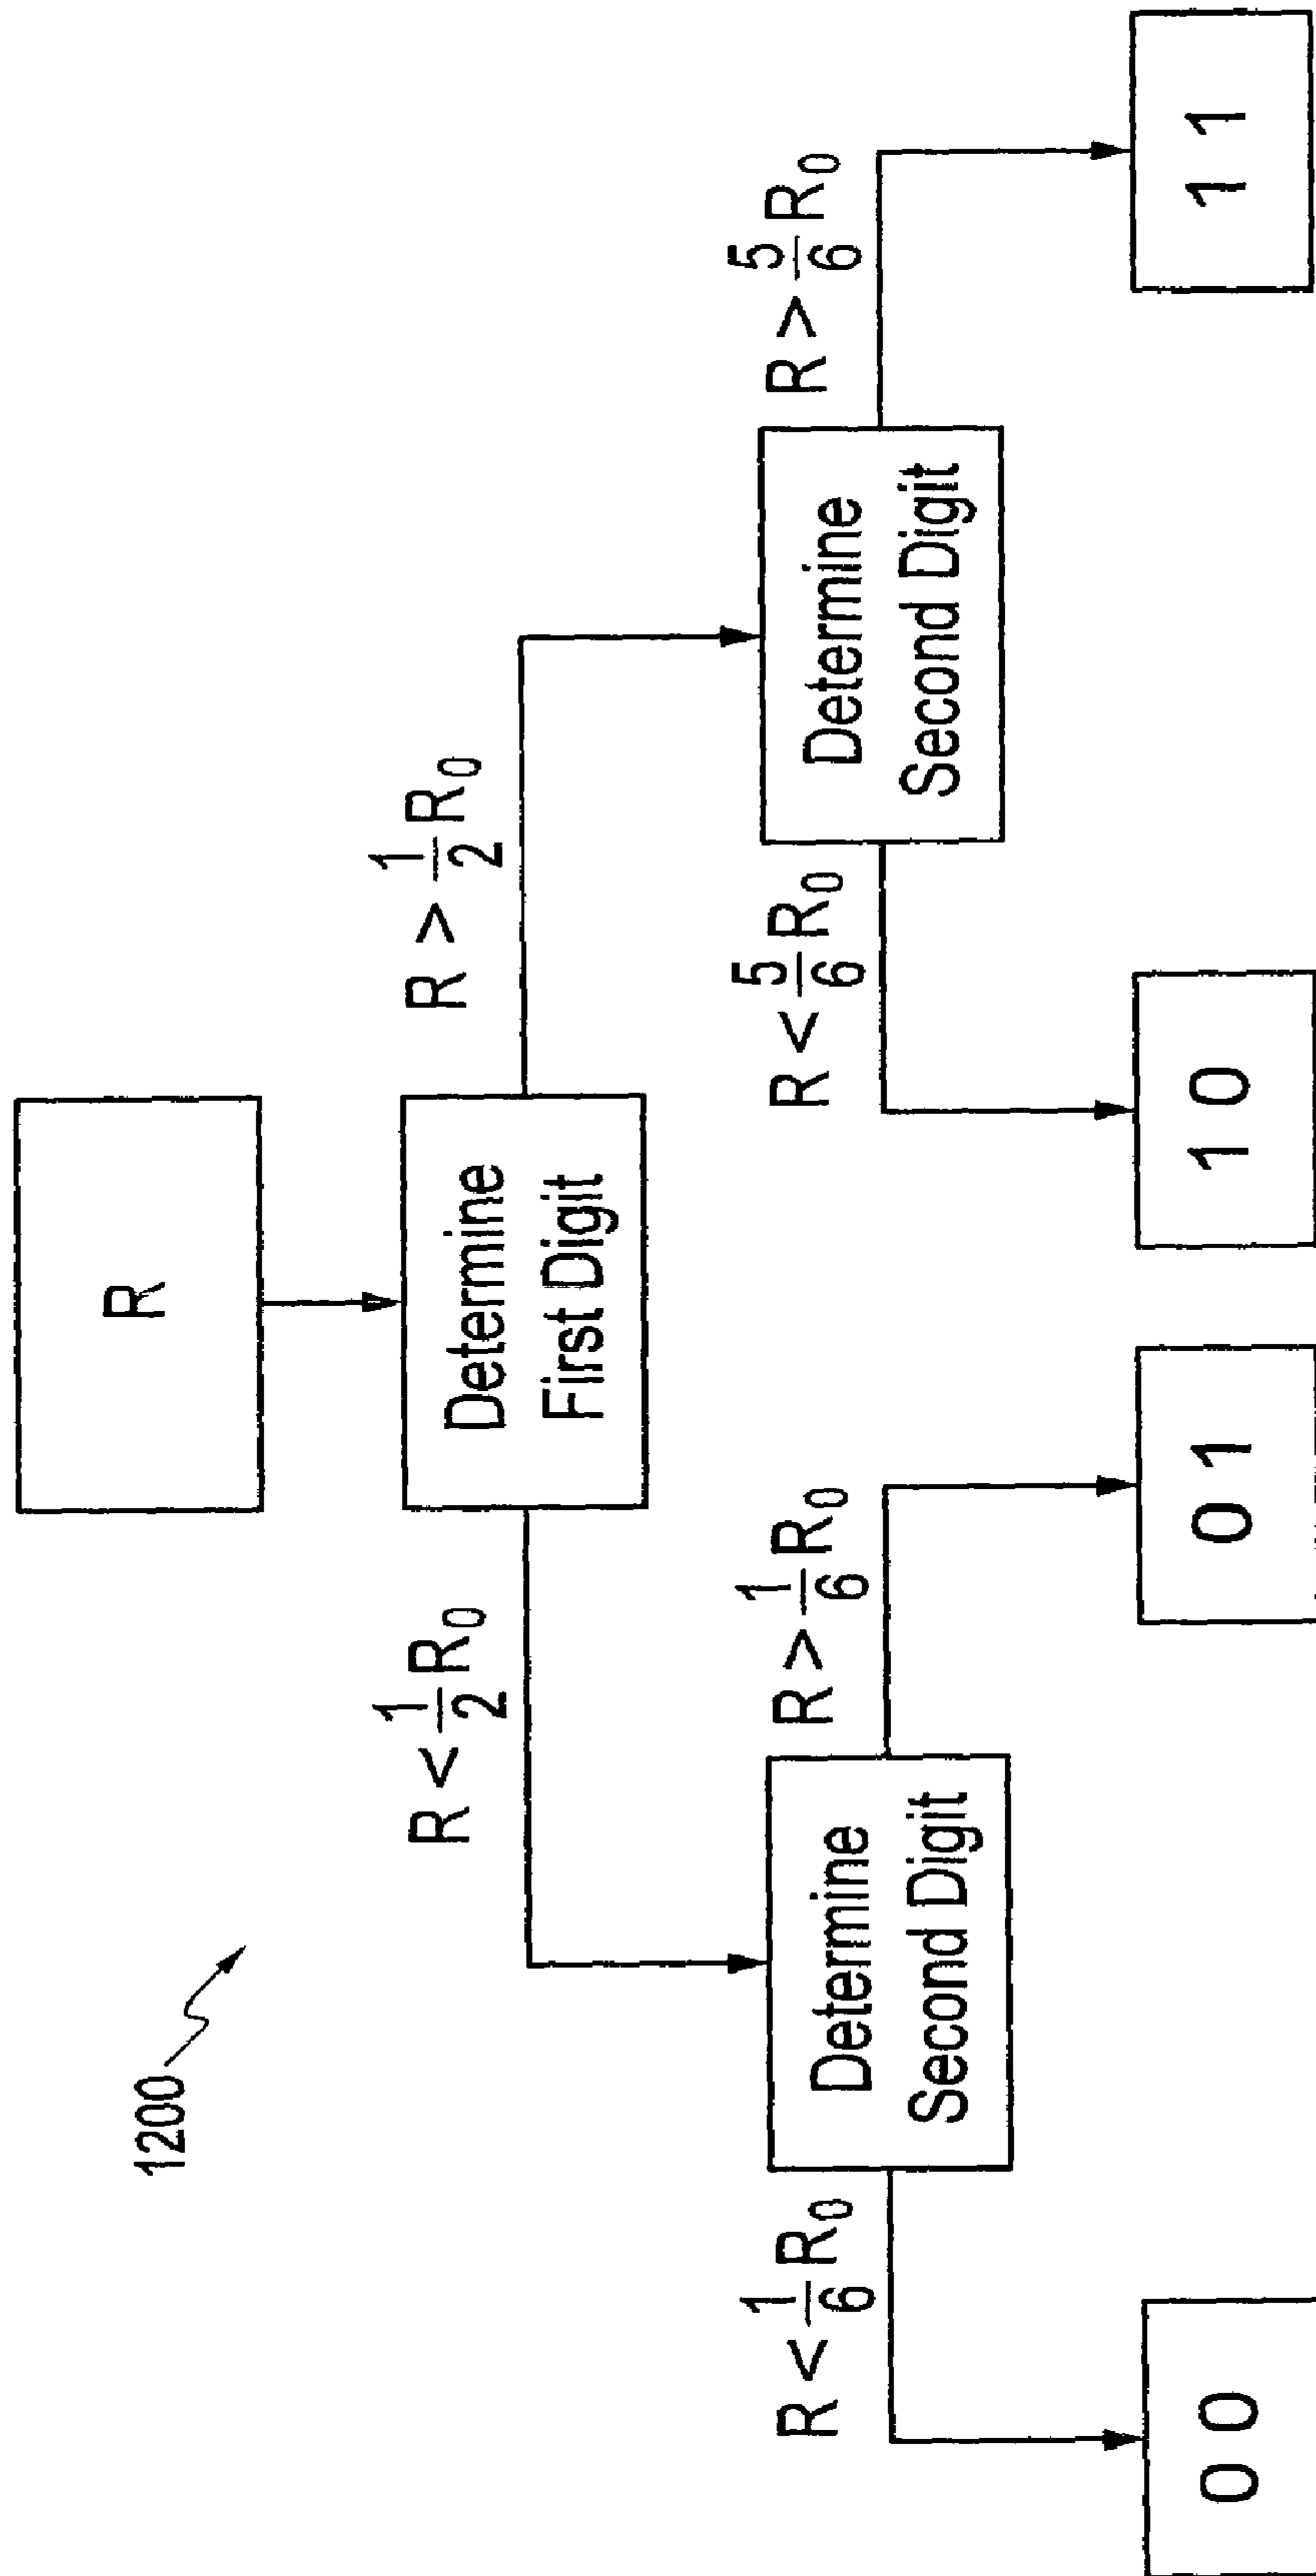 1200
R
Determine
First Digit
R < 1/2 R₀
R > 1/2 R₀
Determine
Second Digit
Determine
Second Digit
R < 1/6 R₀
R > 1/6 R₀
R < 5/6 R₀
R > 5/6 R₀
0 0
0 1
1 0
1 1